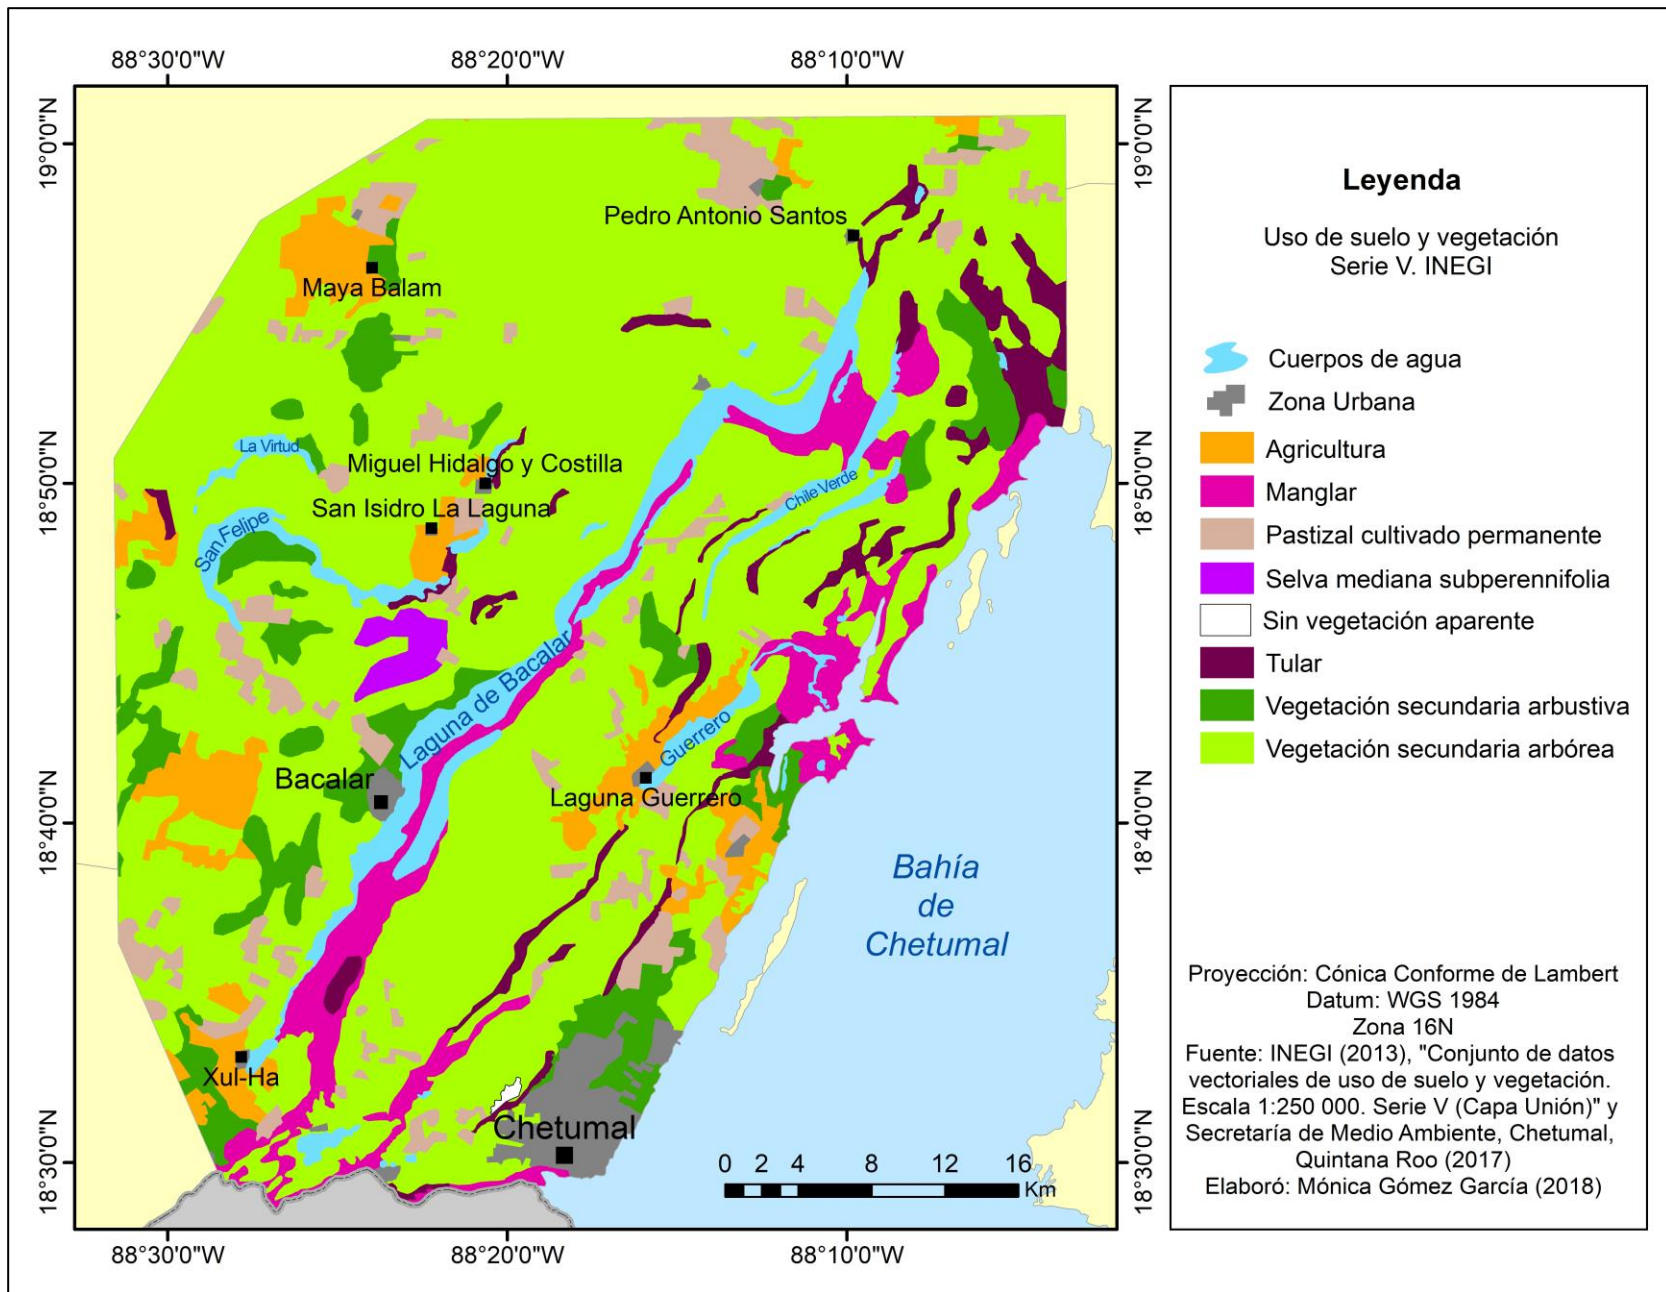 88°30'0"W
88°20'0"W
88°10'0"W
19°0'0"N
19°0'0"N
Pedro Antonio Santos
Maya Balam
La Virtud
Miguel Hidalgo y Costilla
18°50'0"N
18°50'0"N
San Isidro La Laguna
Chile Verde
San Felipe
Laguna de Bacalar
Guerrero
Bacalar
Laguna Guerrero
18°40'0"N
18°40'0"N
Bahía
de
Chetumal
Xul-Ha
Chetumal
18°30'0"N
18°30'0"N
0 2 4 8 12 16
Km
88°30'0"W
88°20'0"W
88°10'0"W
Leyenda
Uso de suelo y vegetación
Serie V. INEGI
Cuerpos de agua
Zona Urbana
Agricultura
Manglar
Pastizal cultivado permanente
Selva mediana subperennifolia
Sin vegetación aparente
Tular
Vegetación secundaria arbustiva
Vegetación secundaria arbórea
Proyección: Cónica Conforme de Lambert
Datum: WGS 1984
Zona 16N
Fuente: INEGI (2013), "Conjunto de datos
vectoriales de uso de suelo y vegetación.
Escala 1:250 000. Serie V (Capa Unión)" y
Secretaría de Medio Ambiente, Chetumal,
Quintana Roo (2017)
Elaboró: Mónica Gómez García (2018)